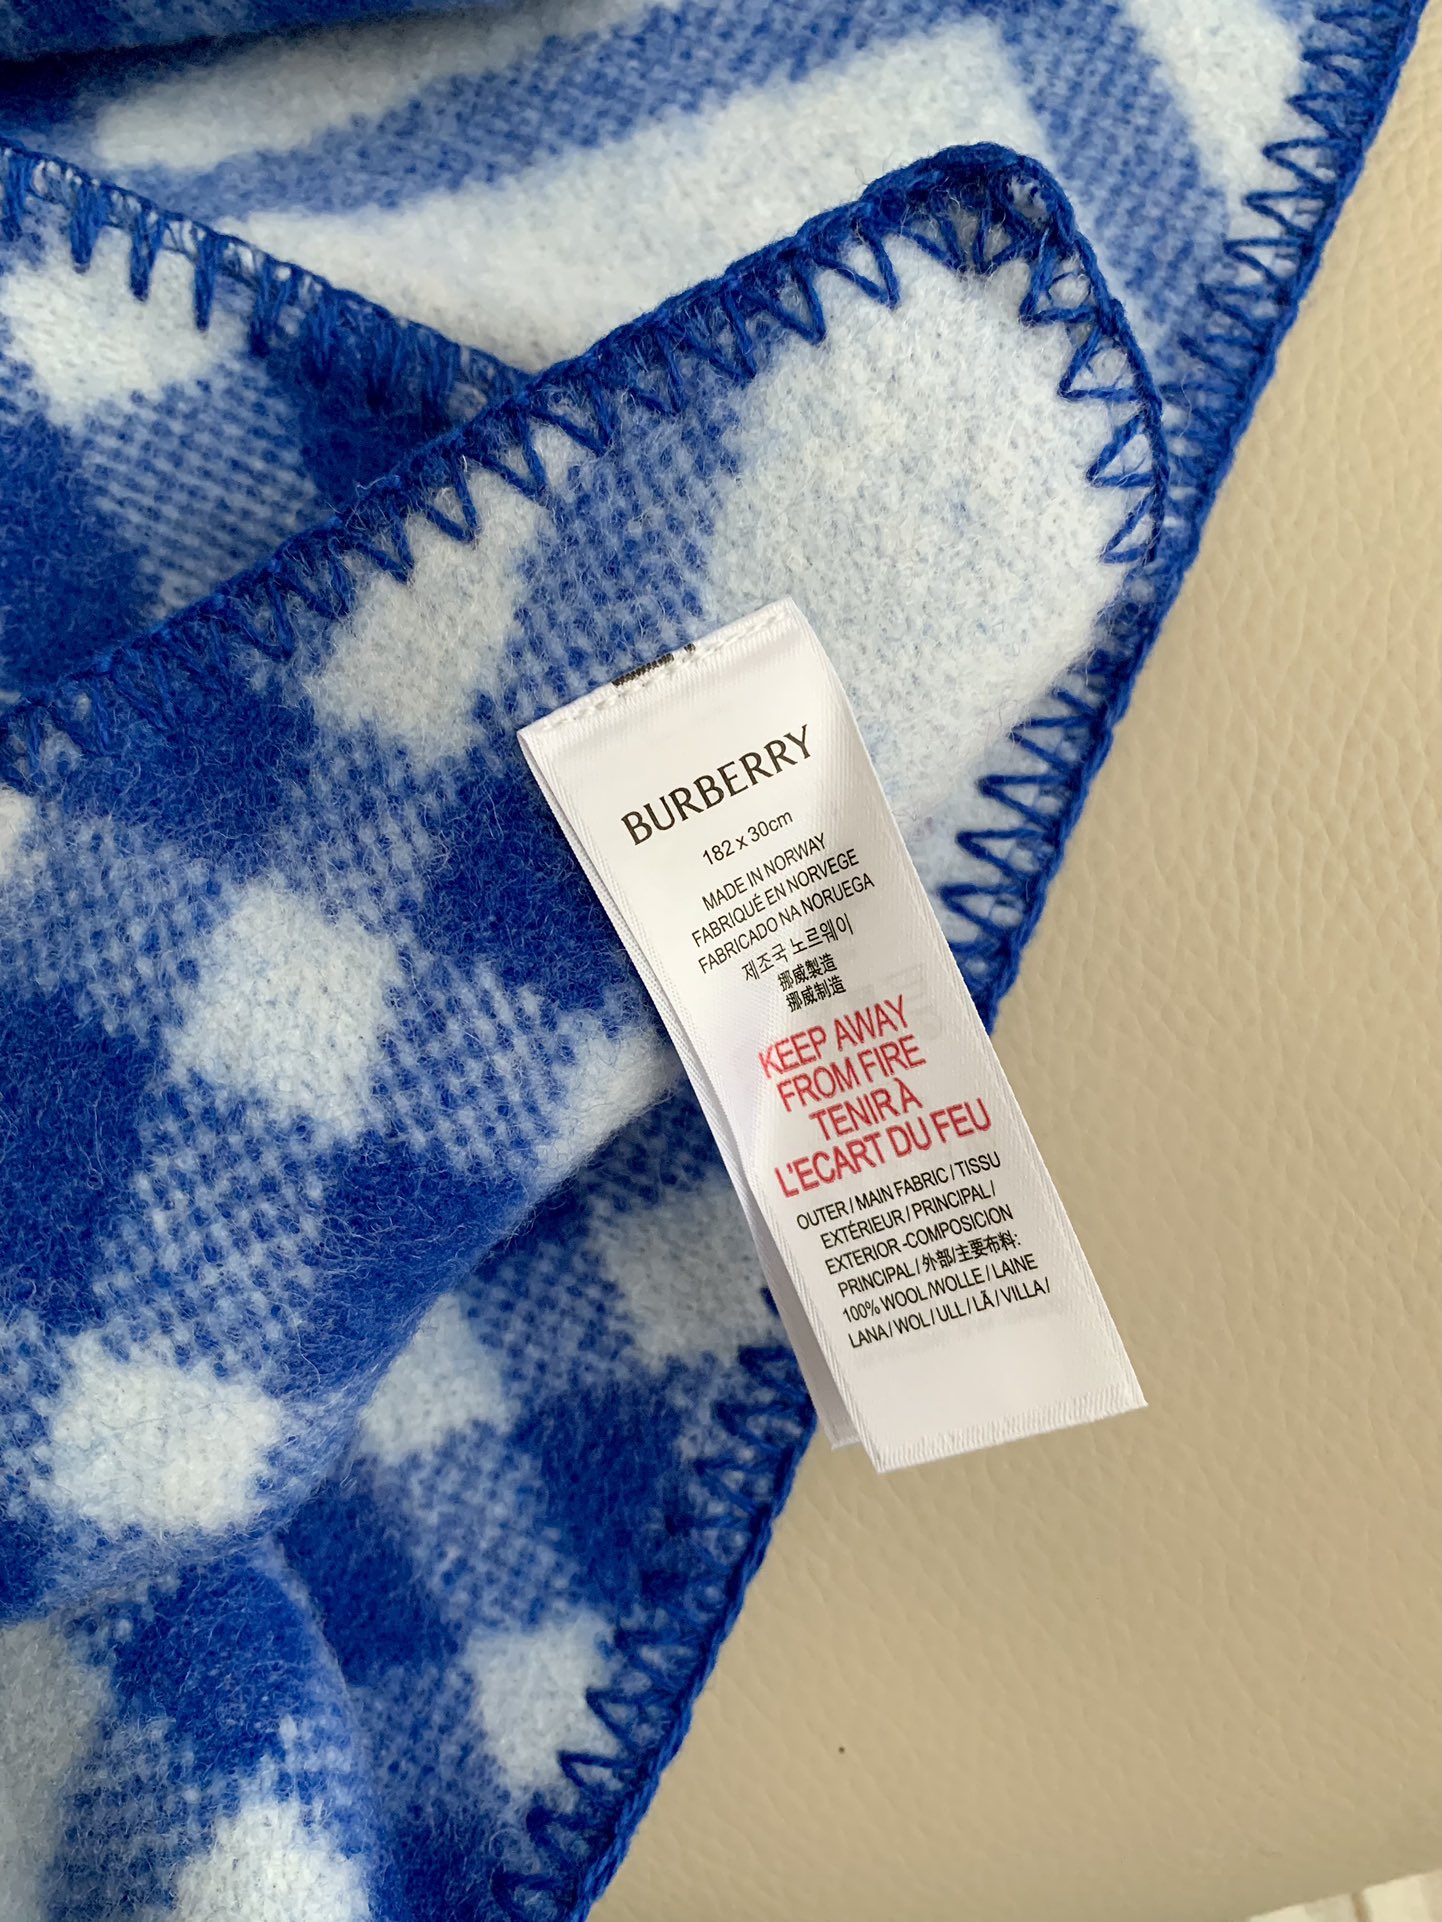 BURBERRY
182 x 30cm
MADE IN NORWAY
FABRIQUÉ EN NORVEGE
FABRICADO NA NORUEGA
제조국 노르웨이
挪威製造
挪威制造
KEEP AWAY
FROM FIRE
TENIR À
L'ECART DU FEU
OUTER / MAIN FABRIC / TISSU
EXTÉRIEUR / PRINCIPAL /
EXTERIOR -COMPOSICION
PRINCIPAL / 外部/主要布料:
100% WOOL /WOLLE / LAINE
LANA / WOL / ULL / LÃ / VILLA /